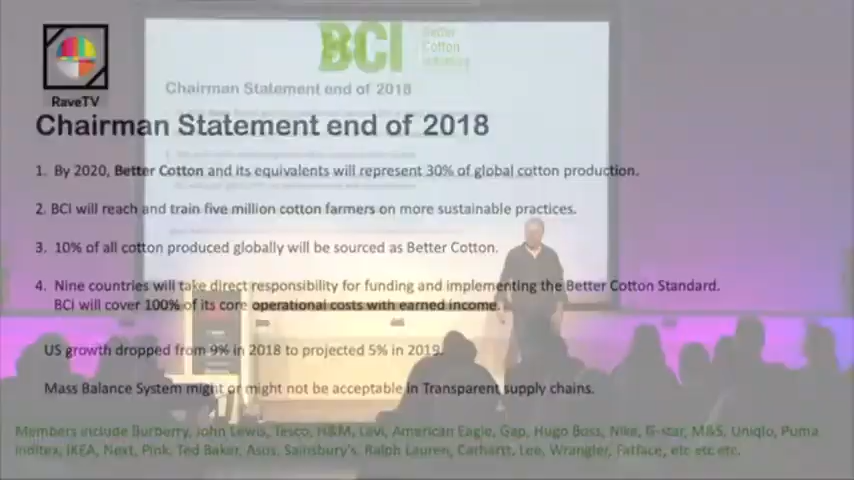 BCI
Better
Cotton
Initiative
Chairman Statement end of 2018
RaveTV
Chairman Statement end of 2018
1. By 2020, Better Cotton and its equivalents will represent 30% of global cotton production.
2. BCI will reach and train five million cotton farmers on more sustainable practices.
3. 10% of all cotton produced globally will be sourced as Better Cotton.
4. Nine countries will take direct responsibility for funding and implementing the Better Cotton Standard.
BCI will cover 100% of its core operational costs with earned income.
US growth dropped from 9% in 2018 to projected 5% in 2019.
Mass Balance System might or might not be acceptable in Transparent supply chains.
Members include Burberry, John Lewis, Tesco, H&M, Levi, American Eagle, Gap, Hugo Boss, Nike, G-star, M&S, Uniqlo, Puma
Inditex, IKEA, Next, Pink, Ted Baker, Asos, Sainsbury's, Ralph Lauren, Carhart, Lee, Wrangler, Fatface, etc etc etc.